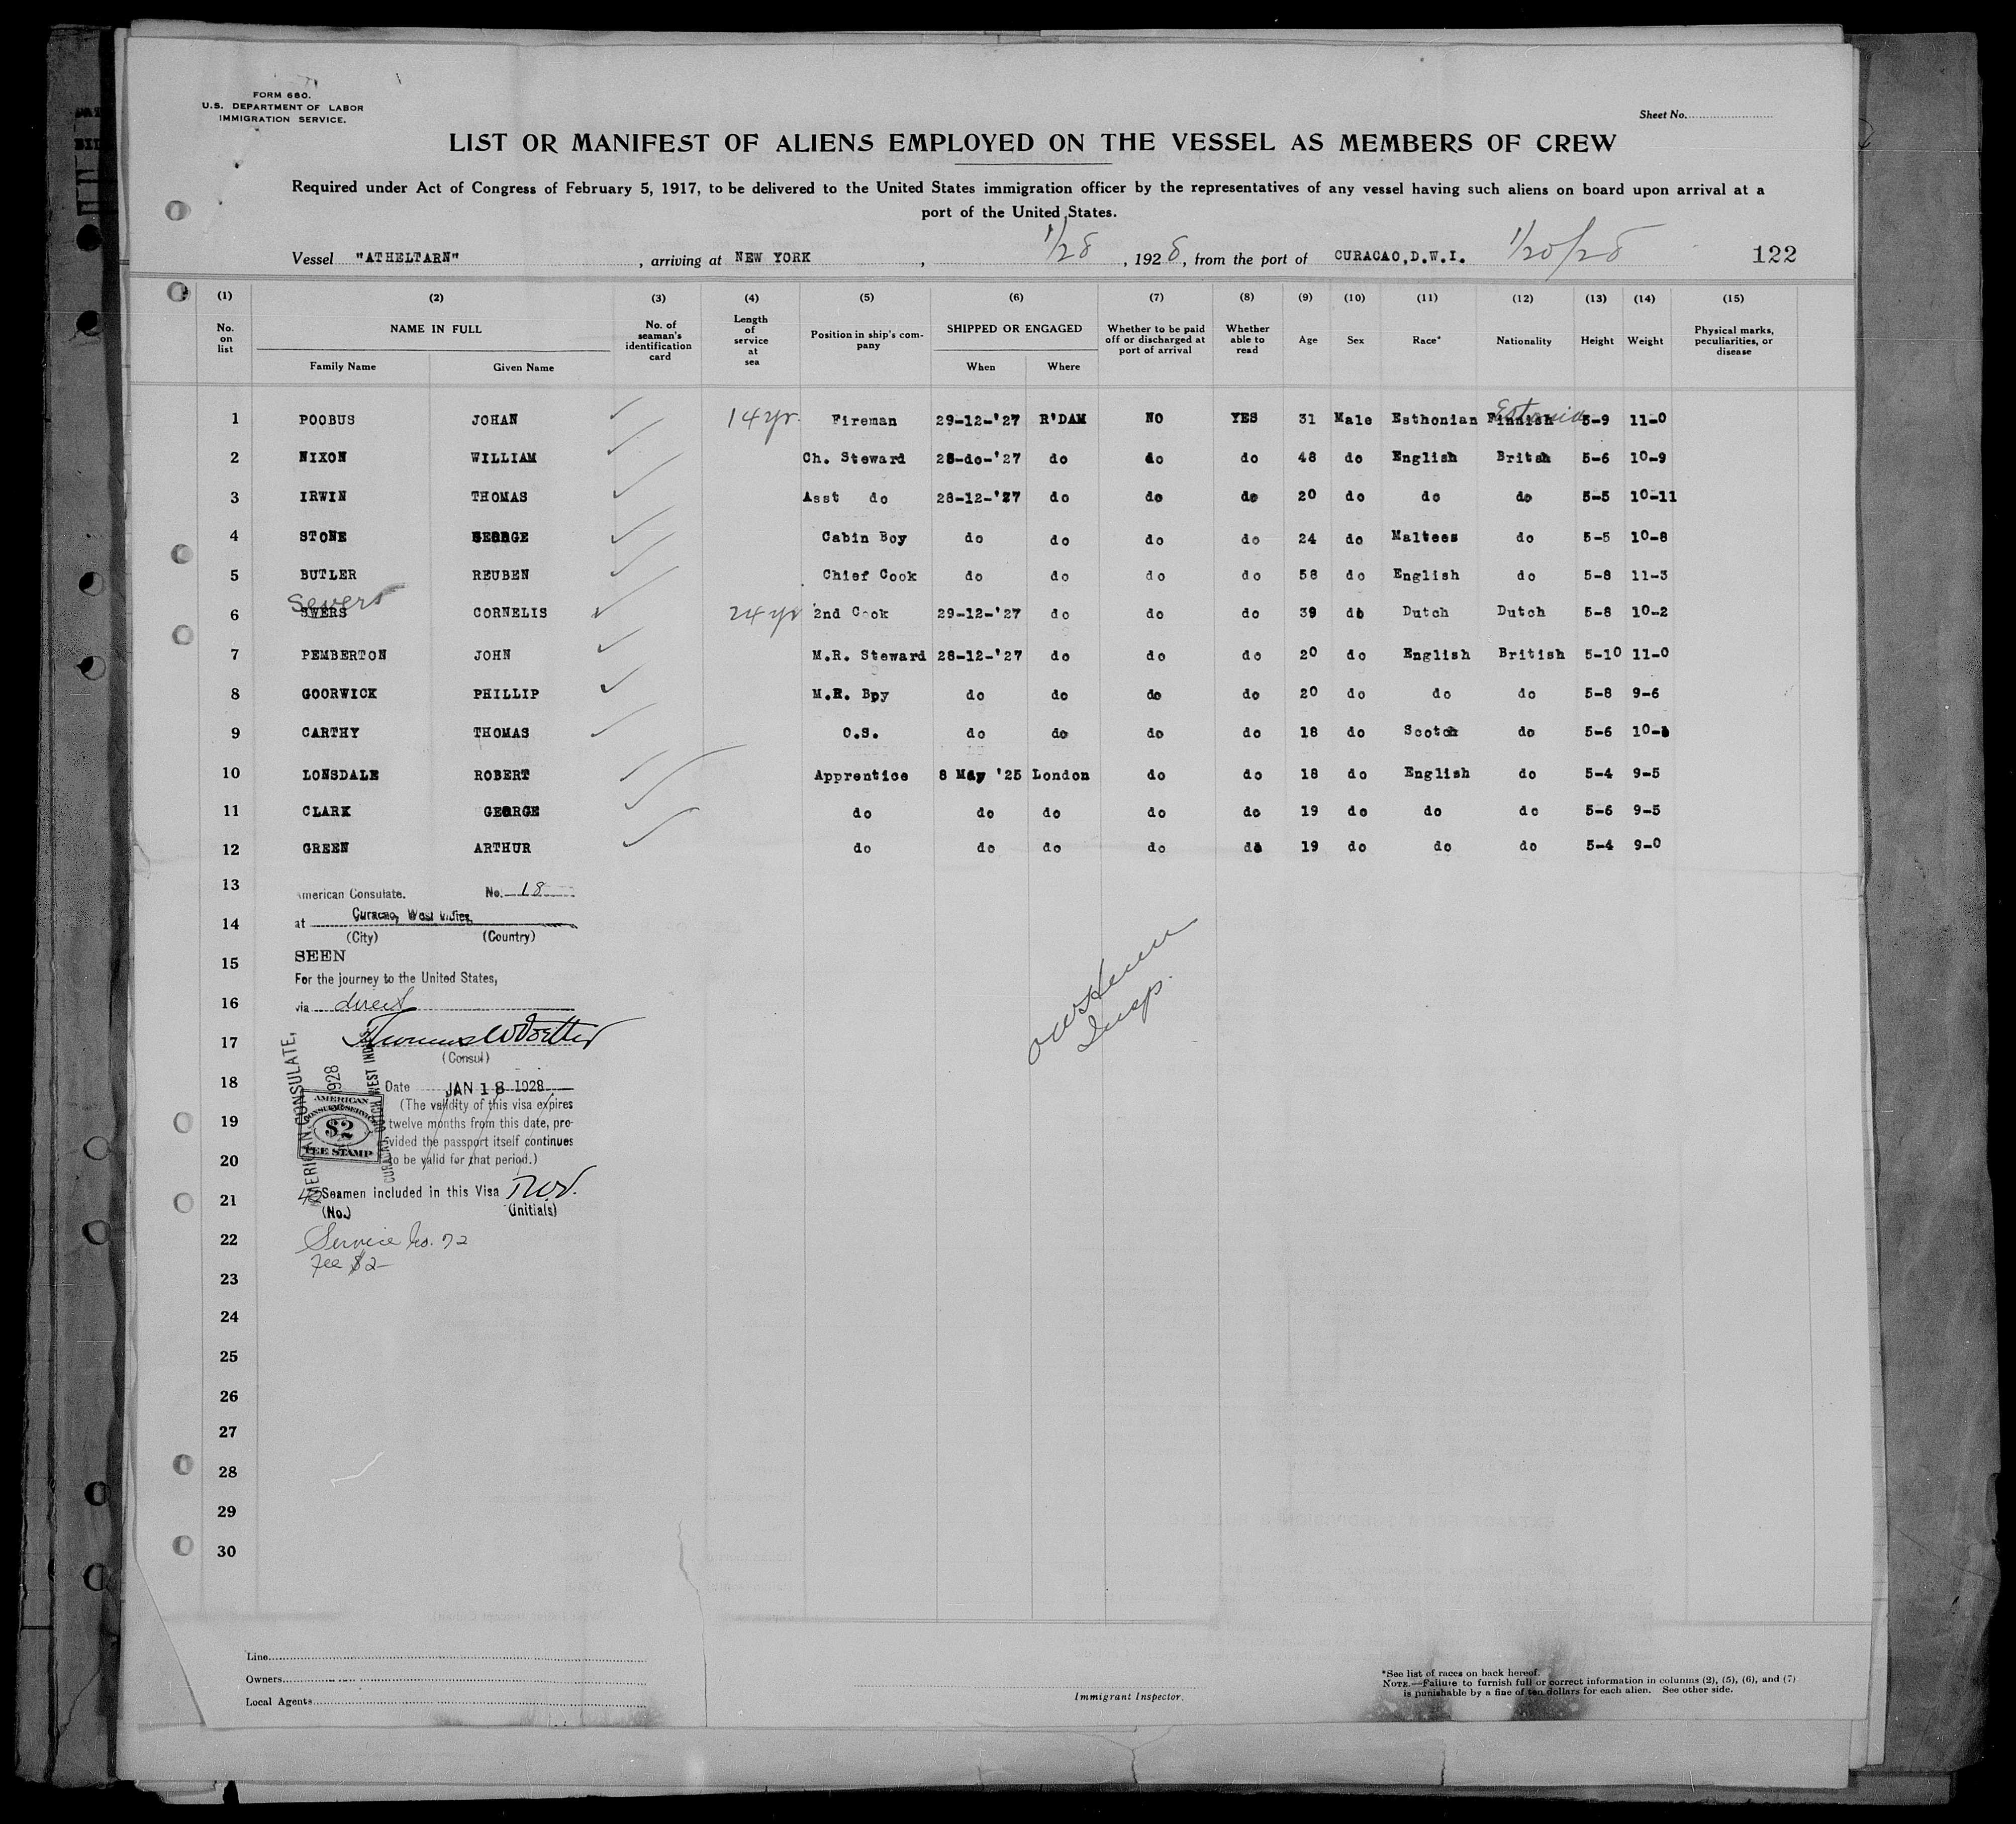 FORM 680.
U.S. DEPARTMENT OF LABOR
IMMIGRATION SERVICE.
Sheet No.
LIST OR MANIFEST OF ALIENS EMPLOYED ON THE VESSEL AS MEMBERS OF CREW
Required under Act of Congress of February 5, 1917, to be delivered to the United States immigration officer by the representatives of any vessel having such aliens on board upon arrival at a
port of the United States.
Vessel "ATHELTARN", arriving at NEW YORK, 1/28, 1928, from the port of CURACAO, D.W.I. 1/20/28 122
(1) (2) (3) (4) (5) (6) (7) (8) (9) (10) (11) (12) (13) (14) (15)
No. on list NAME IN FULL Family Name Given Name No. of seaman's identification card Length of service at sea Position in ship's company SHIPPED OR ENGAGED When Where Whether to be paid off or discharged at port of arrival Whether able to read Age Sex Race* Nationality Height Weight Physical marks, peculiarities, or disease
1 POOBUS JOHAN 14 yr. Fireman 29-12-'27 R'DAM NO YES 31 Male Esthonian Finnish Estonia 5-9 11-0
2 NIXON WILLIAM Ch. Steward 28-do-'27 do do do 48 do English Britsh 5-6 10-9
3 IRWIN THOMAS Asst do 28-12-'27 do do do 20 do do do 5-5 10-11
4 STONE GEORGE Cabin Boy do do do do 24 do Maltees do 5-5 10-8
5 BUTLER REUBEN Chief Cook do do do do 58 do English do 5-8 11-3
Severs
6 SWERS CORNELIS 24 yr 2nd Cook 29-12-'27 do do do 39 do Dutch Dutch 5-8 10-2
7 PEMBERTON JOHN M.R. Steward 28-12-'27 do do do 20 do English British 5-10 11-0
8 GOORWICK PHILLIP M.R. Bpy do do do do 20 do do do 5-8 9-6
9 CARTHY THOMAS O.S. do do do do 18 do Scotch do 5-6 10-
10 LONSDALE ROBERT Apprentice 8 May '25 London do do 18 do English do 5-4 9-5
11 CLARK GEORGE do do do do do 19 do do do 5-6 9-5
12 GREEN ARTHUR do do do do do 19 do do do 5-4 9-0
13 American Consulate. No. 18
14 at Curacao, West Indies
(City) (Country)
15 SEEN
For the journey to the United States,
16 via direct
17
(Consul)
18 Date JAN 18 1928
(The validity of this visa expires
19 twelve months from this date, pro-
vided the passport itself continues
20 to be valid for that period.)
AMERICAN CONSULATE,
1928
CURACAO, DUTCH WEST INDIES
AMERICAN
CONSULAR SERVICE
$2
FEE STAMP
21 Seamen included in this Visa
(No.) (initials)
22 Service No. 72
Fee $2-
23
24
25
26
27
28
29
30
Insp.
Line
Owners
Local Agents
Immigrant Inspector.
*See list of races on back hereof.
NOTE.—Failure to furnish full or correct information in columns (2), (5), (6), and (7)
is punishable by a fine of ten dollars for each alien. See other side.